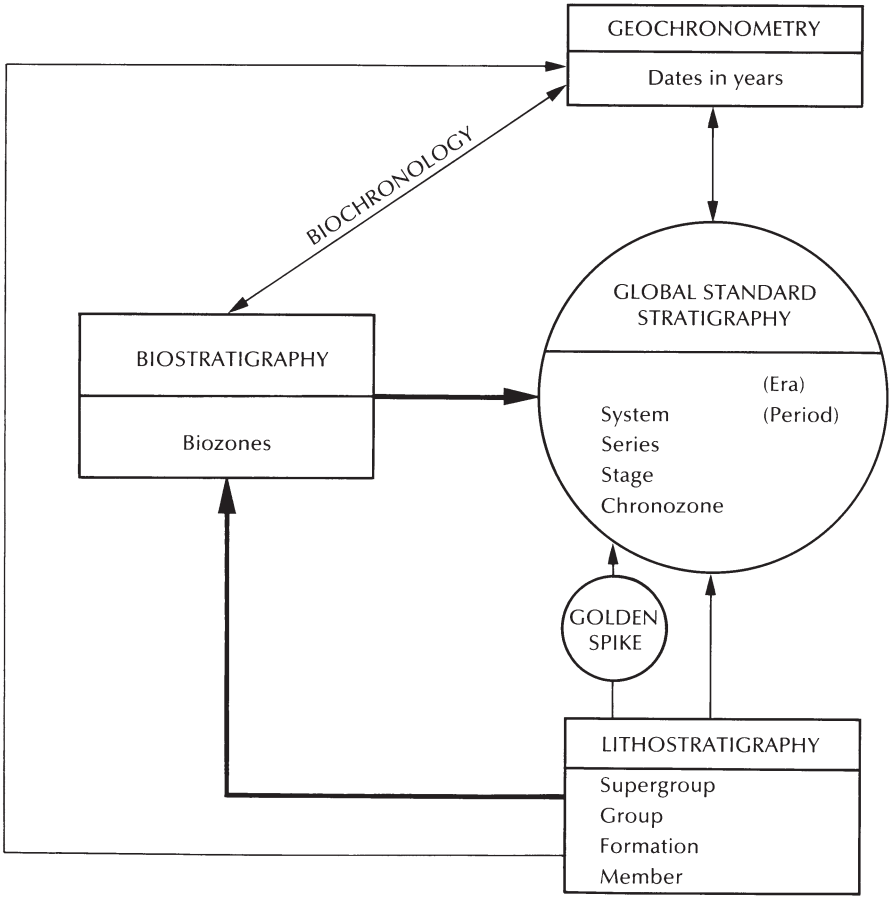 GEOCHRONOMETRY
Dates in years
BIOCHRONOLOGY
GLOBAL STANDARD
STRATIGRAPHY
(Era)
System (Period)
Series
Stage
Chronozone
BIOSTRATIGRAPHY
Biozones
GOLDEN
SPIKE
LITHOSTRATIGRAPHY
Supergroup
Group
Formation
Member